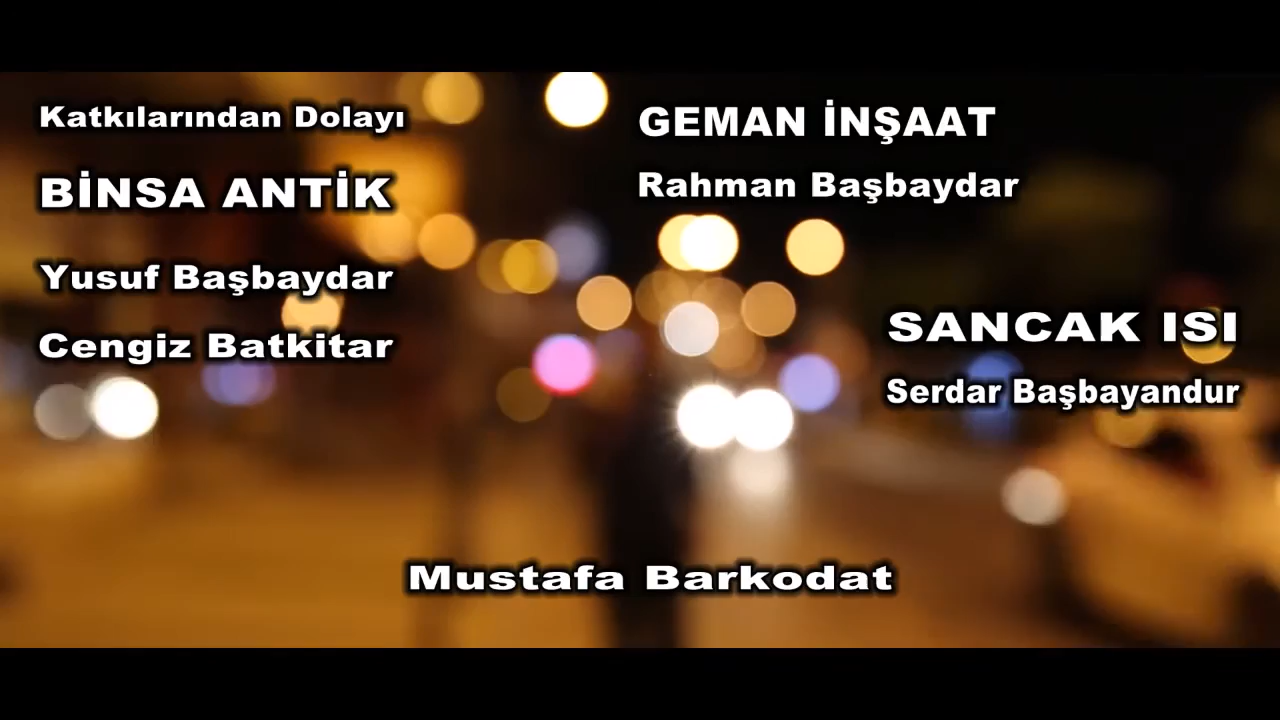 Katkılarından Dolayı
BİNSA ANTİK
Yusuf Başbaydar
Cengiz Batkitar
GEMAN İNŞAAT
Rahman Başbaydar
SANCAK ISI
Serdar Başbayandur
Mustafa Barkodat